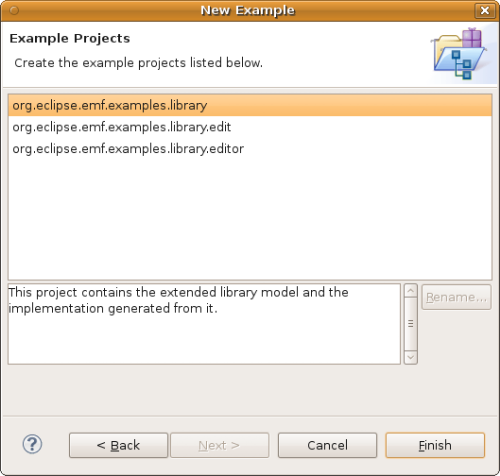 New Example
Example Projects
Create the example projects listed below.
org.eclipse.emf.examples.library
org.eclipse.emf.examples.library.edit
org.eclipse.emf.examples.library.editor
This project contains the extended library model and the
implementation generated from it.
Rename...
< Back
Next >
Cancel
Finish